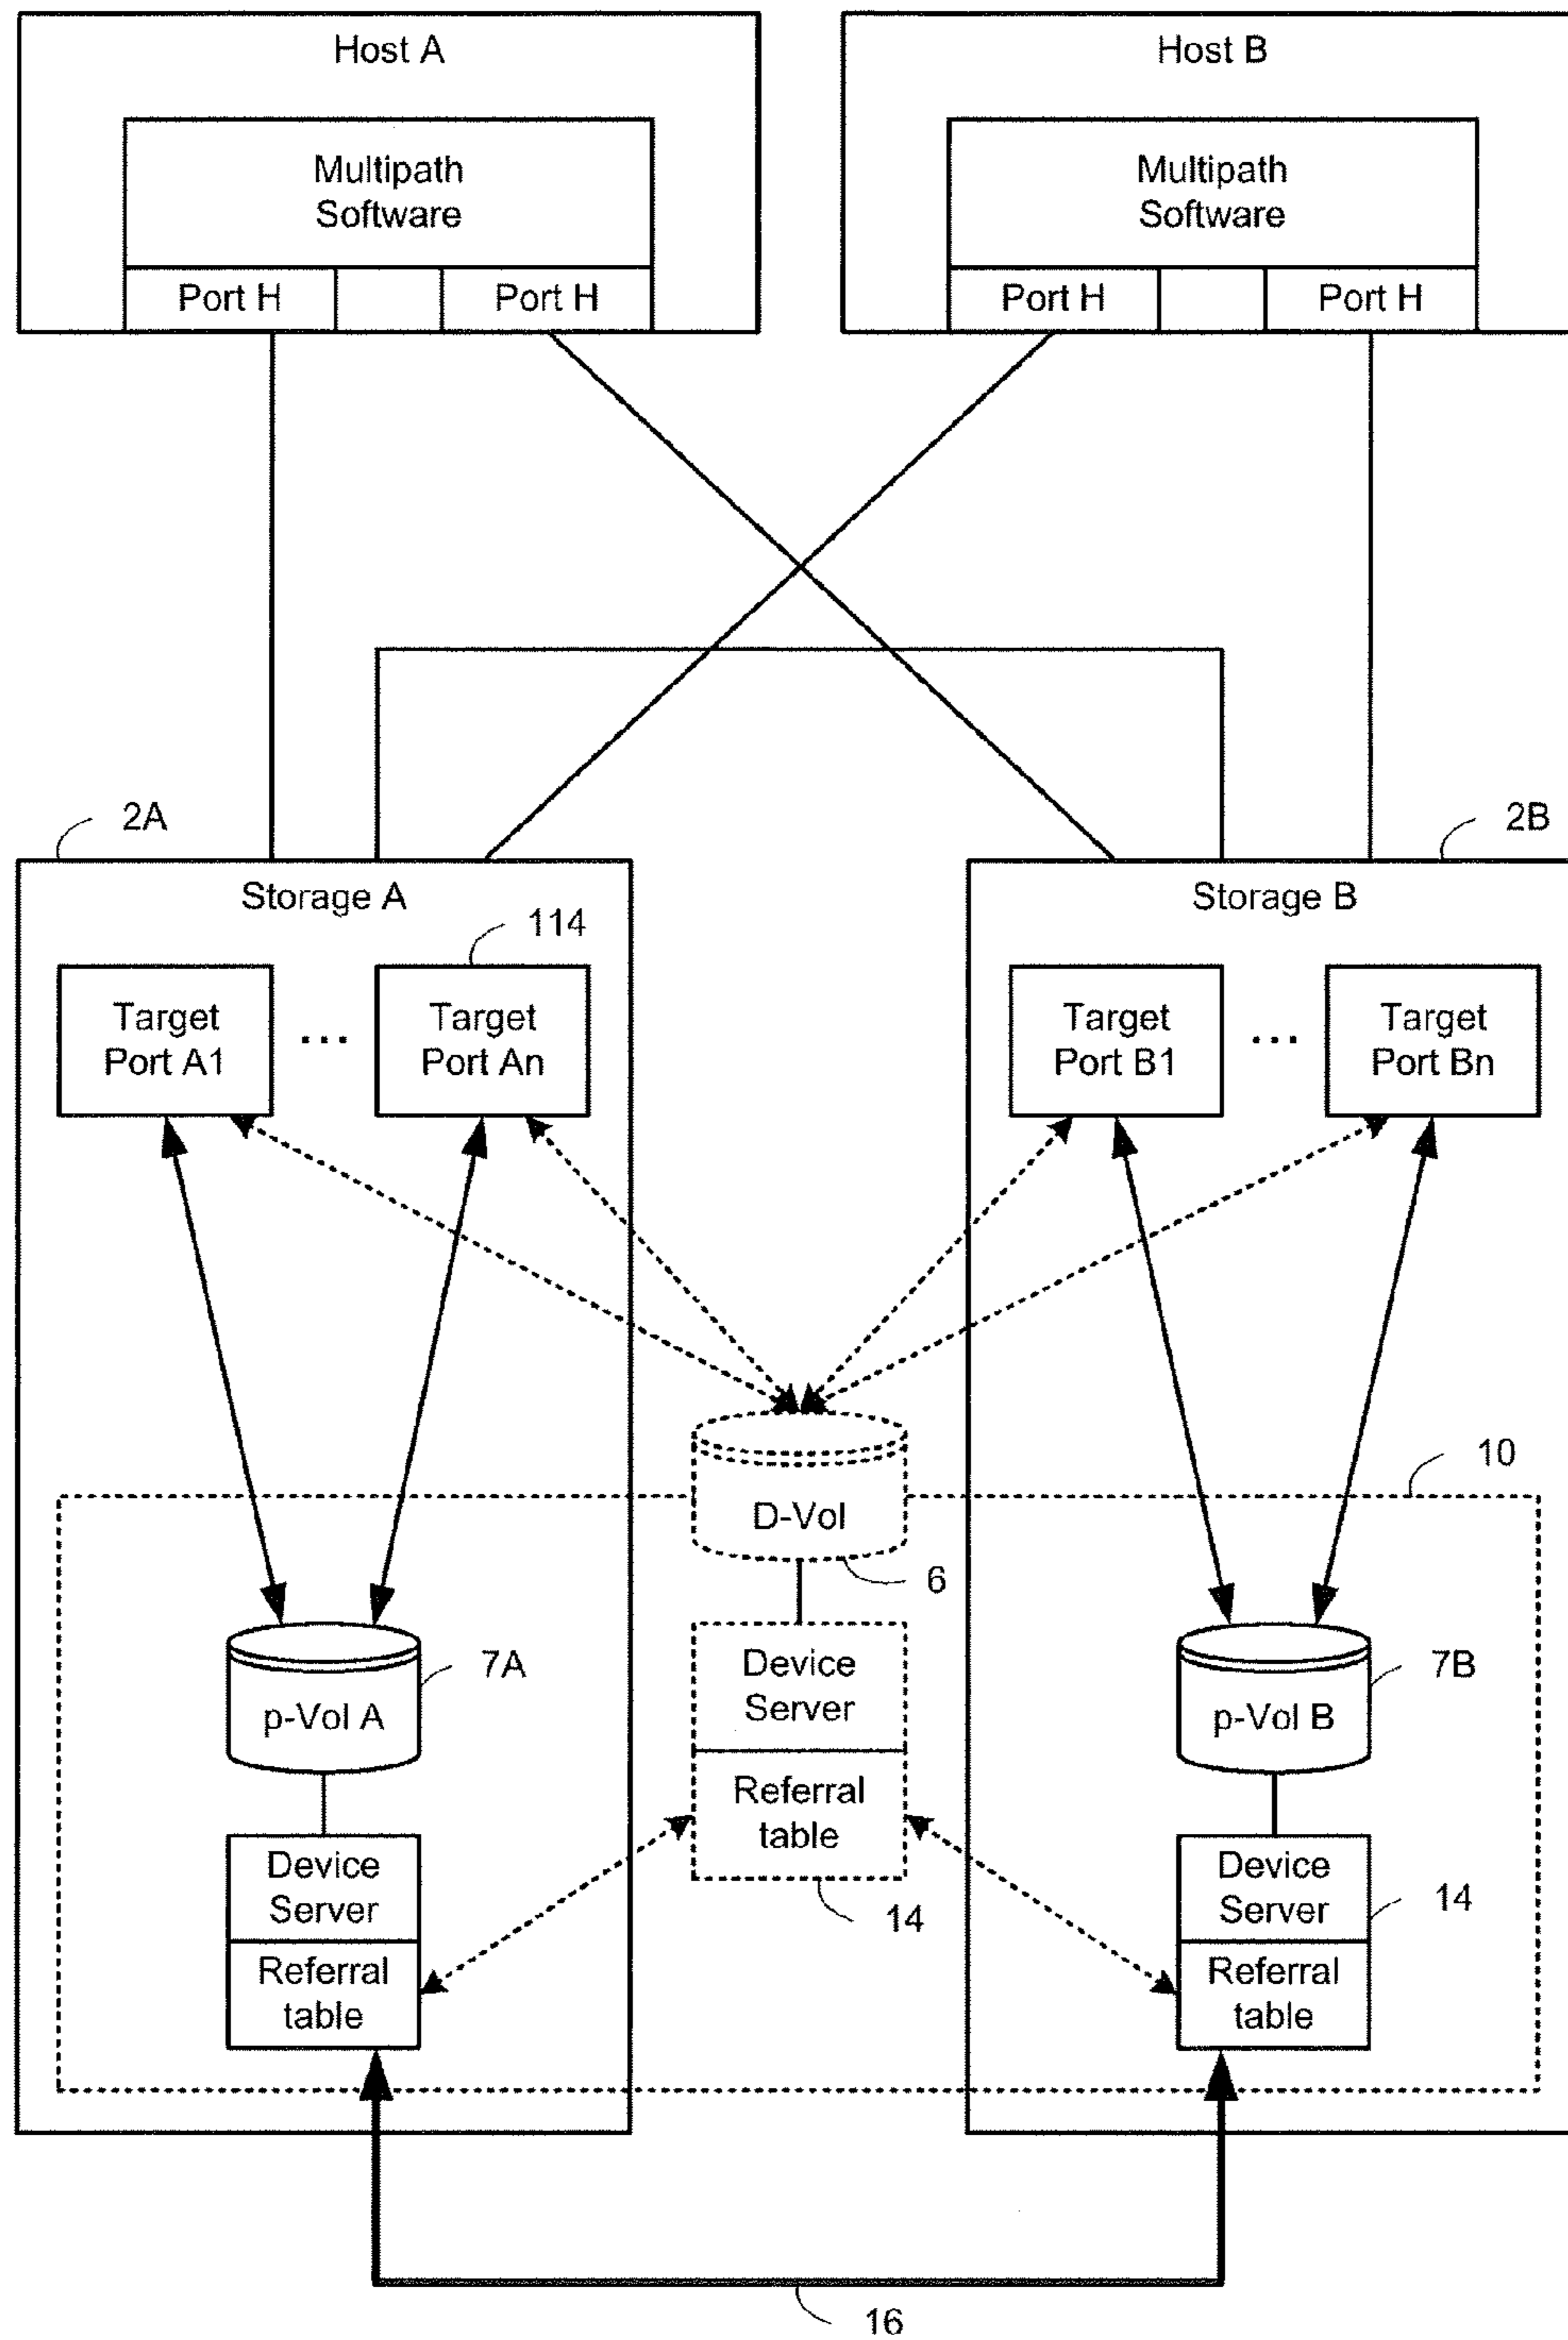 Host A
Host B
Multipath
Software
Multipath
Software
Port H
Port H
Port H
Port H
2A
2B
Storage A
Storage B
114
Target
Port A1
...
Target
Port An
Target
Port B1
...
Target
Port Bn
10
D-Vol
6
7A
7B
p-Vol A
p-Vol B
Device
Server
Referral
table
14
Device
Server
Referral
table
Device
Server
Referral
table
14
16